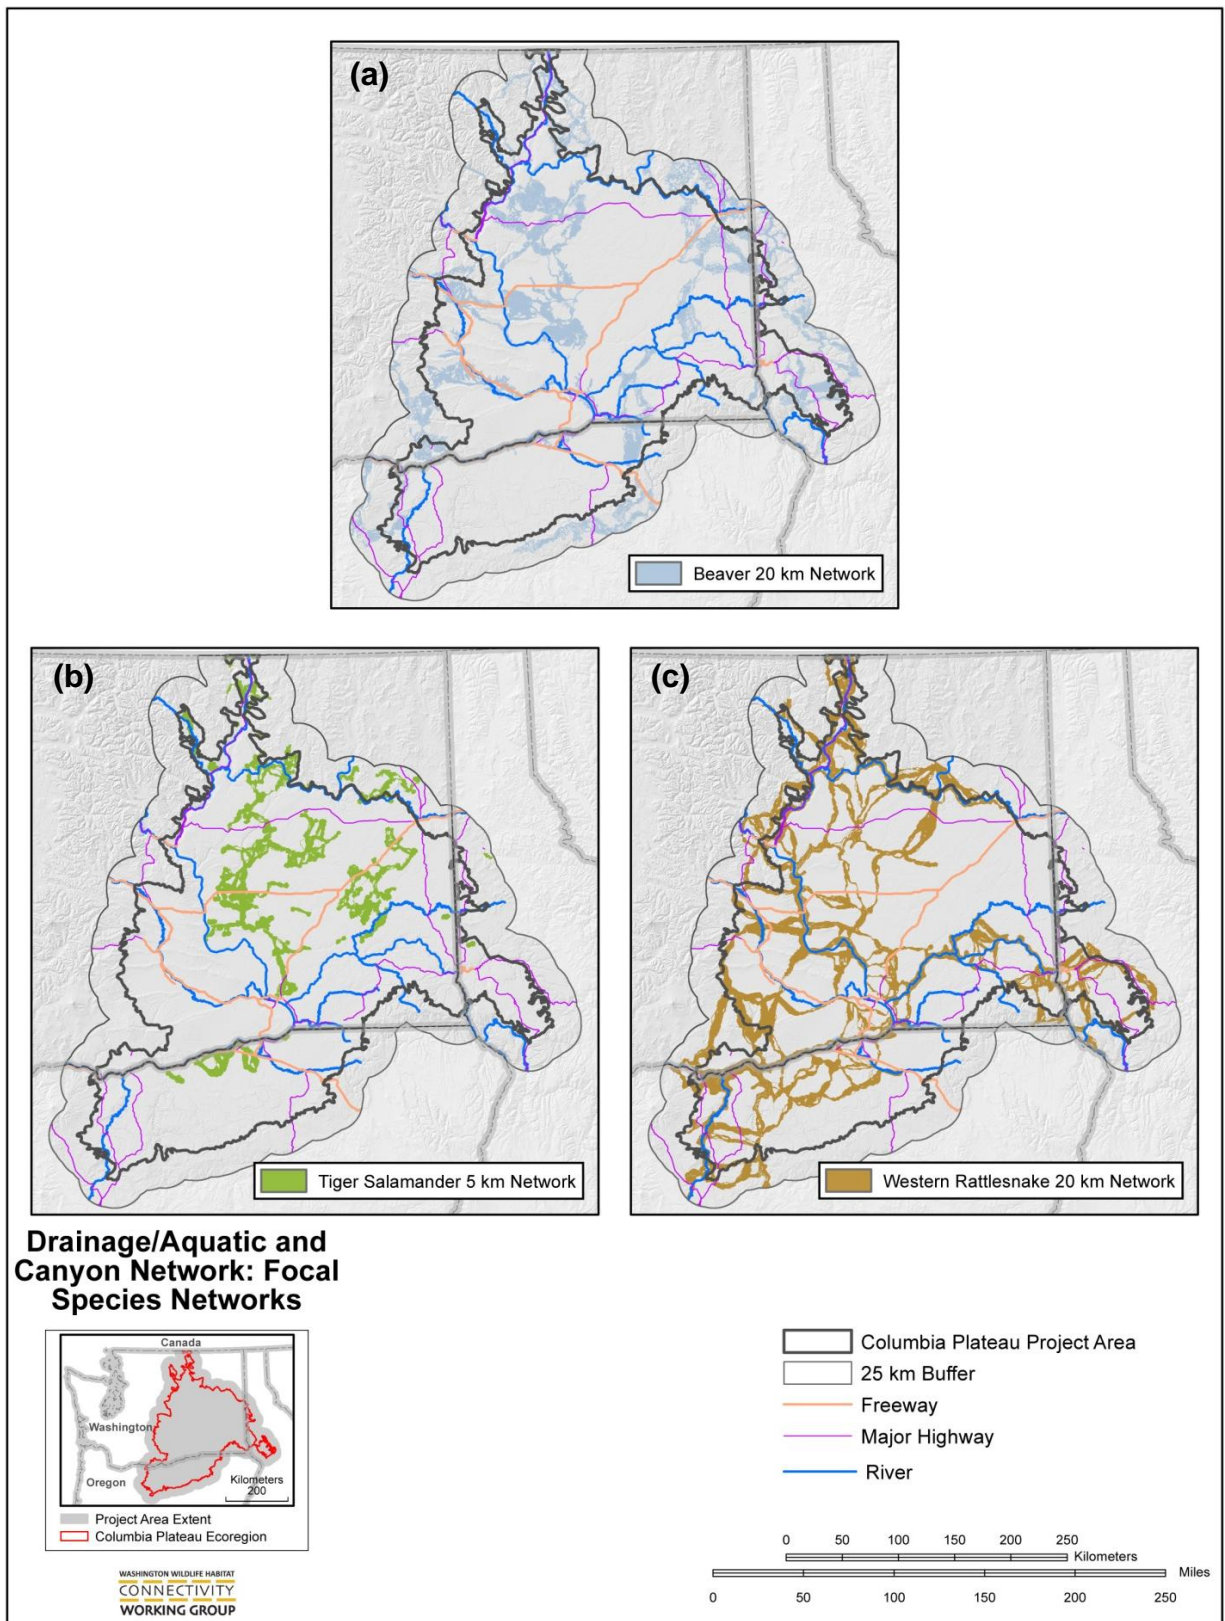 (a)
Beaver 20 km Network
(b)
Tiger Salamander 5 km Network
(c)
Western Rattlesnake 20 km Network
Drainage/Aquatic and
Canyon Network: Focal
Species Networks
Canada
Washington
Oregon
Kilometers
200
Project Area Extent
Columbia Plateau Ecoregion
WASHINGTON WILDLIFE HABITAT
CONNECTIVITY
WORKING GROUP
Columbia Plateau Project Area
25 km Buffer
Freeway
Major Highway
River
0 50 100 150 200 250
Kilometers
Miles
0 50 100 150 200 250